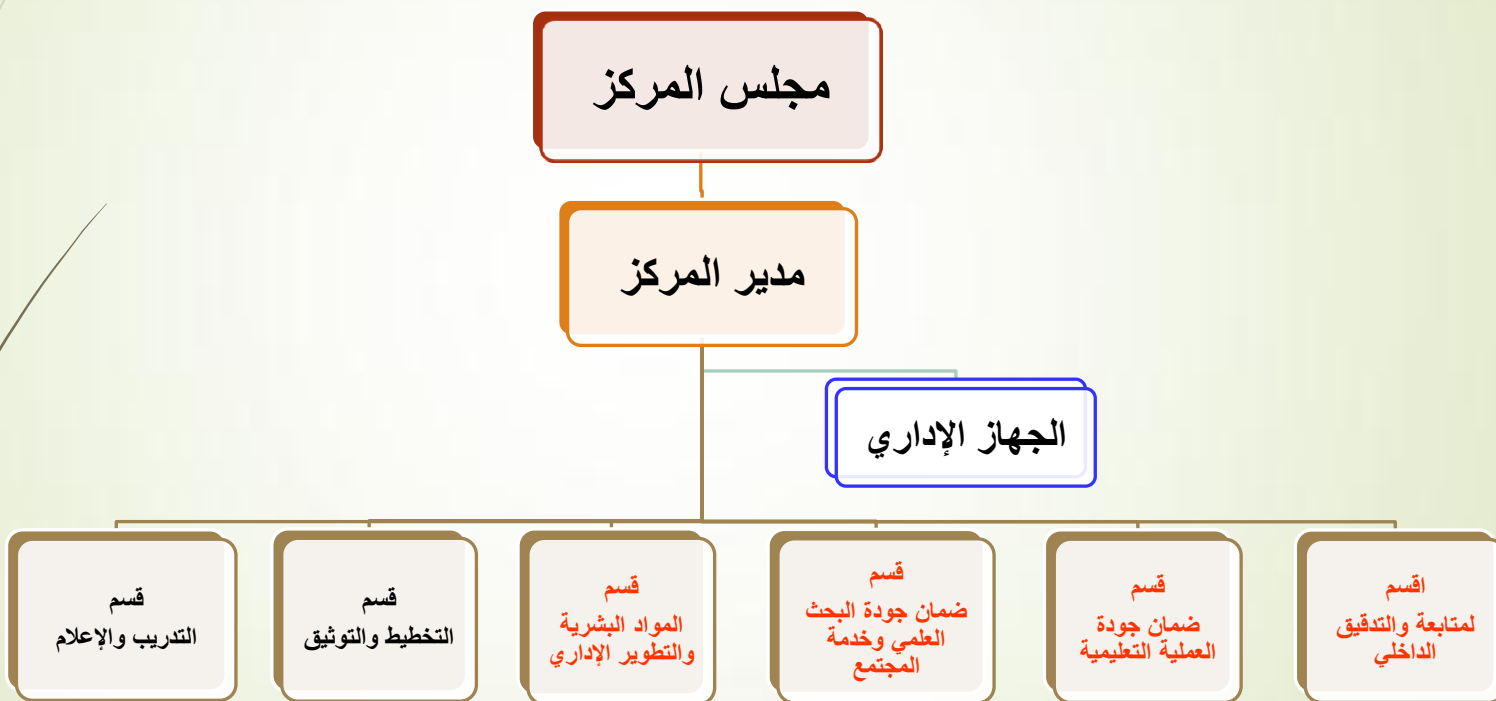 مجلس المركز
مدير المركز
الجهاز الإداري
اقسم
لمتابعة والتدقيق
الداخلي
قسم
ضمان جودة
العملية التعليمية
قسم
ضمان جودة البحث
العلمي وخدمة
المجتمع
قسم
المواد البشرية
والتطوير الإداري
قسم
التخطيط والتوثيق
قسم
التدريب والإعلام